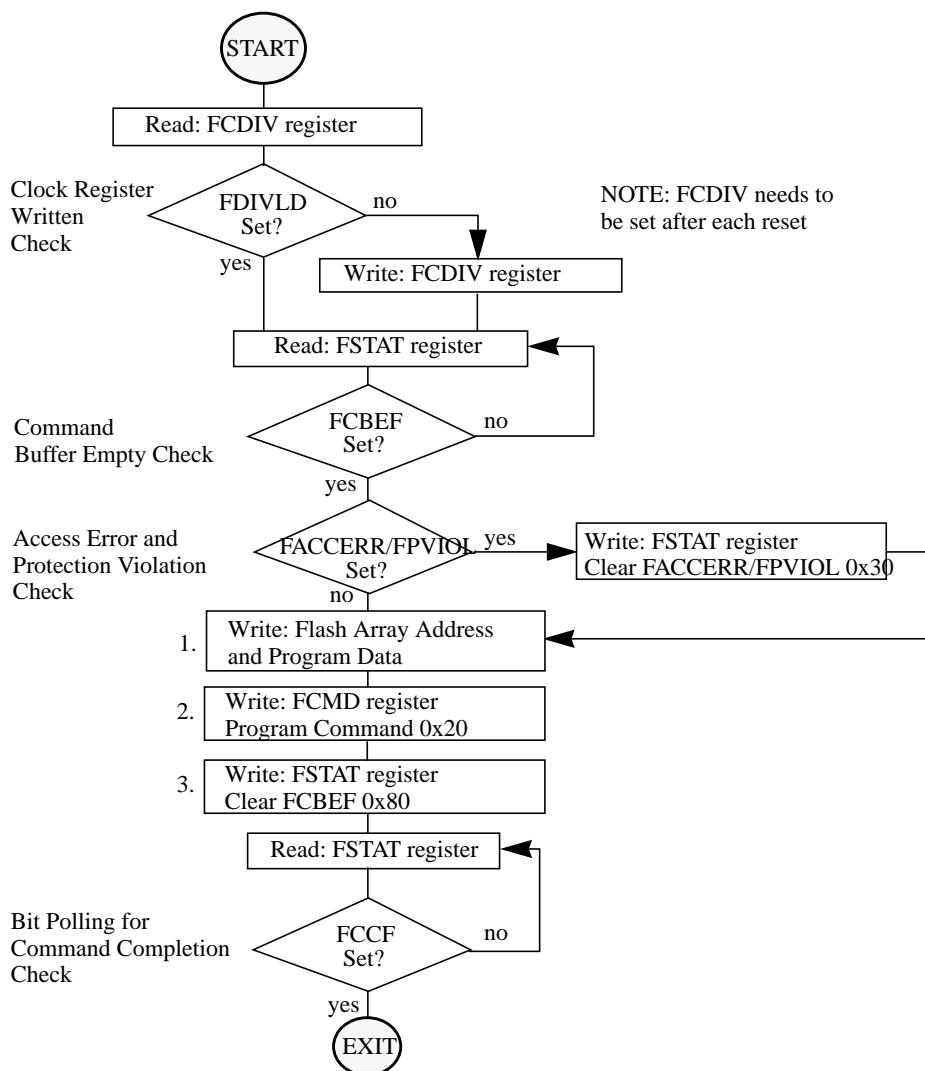 START
Read: FCDIV register
Clock Register
Written
Check
FDIVLD
Set?
no
yes
NOTE: FCDIV needs to
be set after each reset
Write: FCDIV register
Read: FSTAT register
Command
Buffer Empty Check
FCBEF
Set?
no
yes
Access Error and
Protection Violation
Check
FACCERR/FPVIOL
Set?
yes
no
Write: FSTAT register
Clear FACCERR/FPVIOL 0x30
1.
Write: Flash Array Address
and Program Data
2.
Write: FCMD register
Program Command 0x20
3.
Write: FSTAT register
Clear FCBEF 0x80
Read: FSTAT register
Bit Polling for
Command Completion
Check
FCCF
Set?
no
yes
EXIT